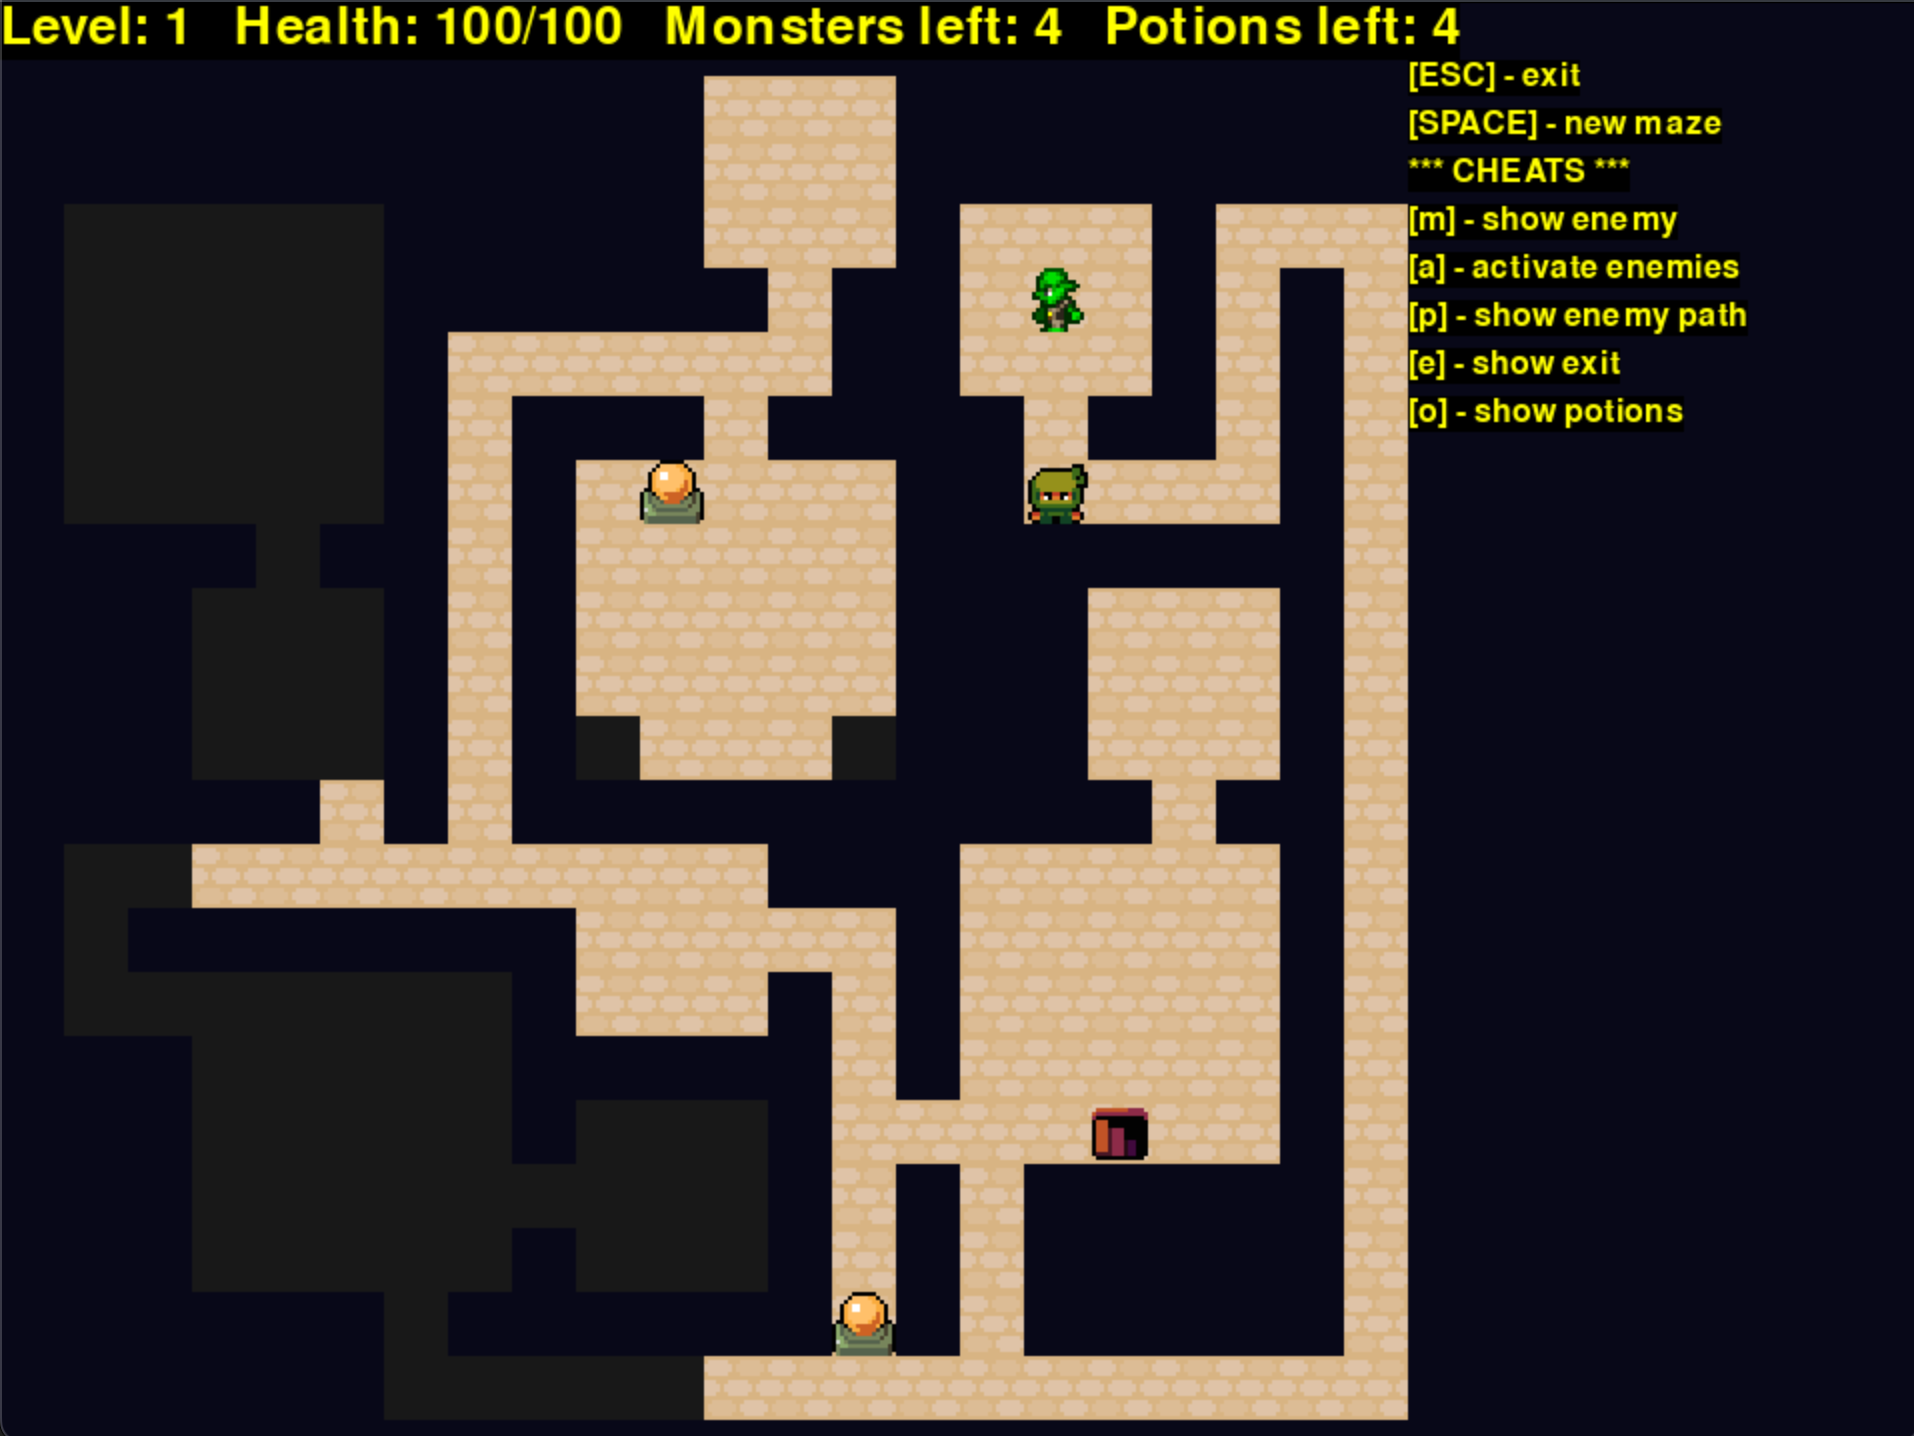 Level: 1 Health: 100/100 Monsters left: 4 Potions left: 4
[ESC] - exit
[SPACE] - new maze
*** CHEATS ***
[m] - show enemy
[a] - activate enemies
[p] - show enemy path
[e] - show exit
[o] - show potions